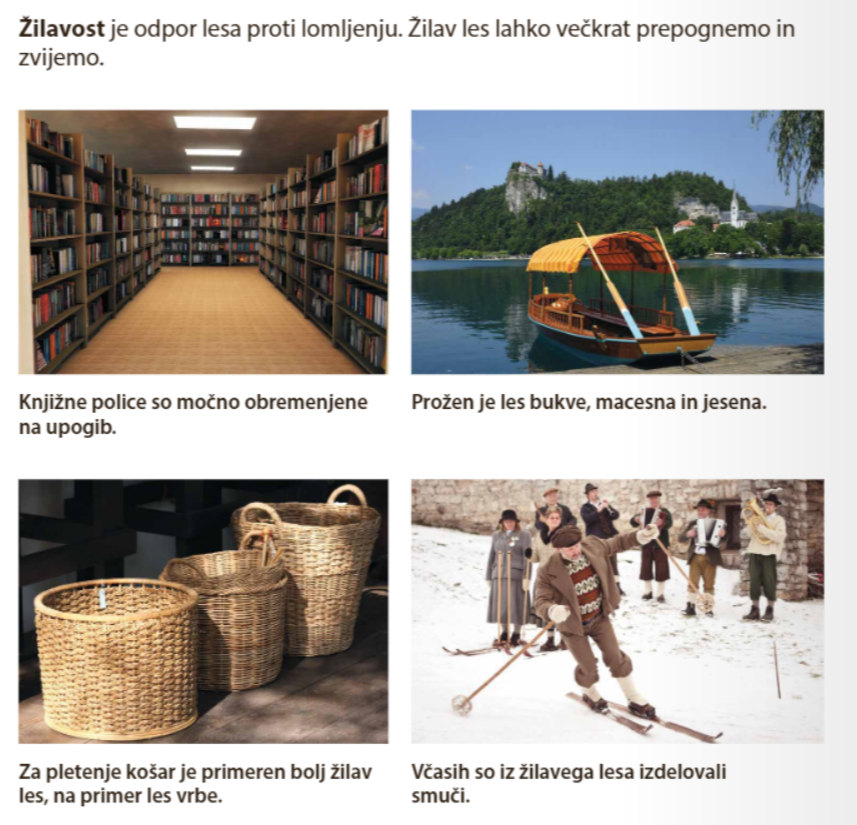 Žilavost je odpor lesa proti lomljenju. Žilav les lahko večkrat prepognemo in
zvijemo.
Knjižne police so močno obremenjene
na upogib.
Prožen je les bukve, macesna in jesena.
Za pletenje košar je primeren bolj žilav
les, na primer les vrbe.
Včasih so iz žilavega lesa izdelovali
smuči.